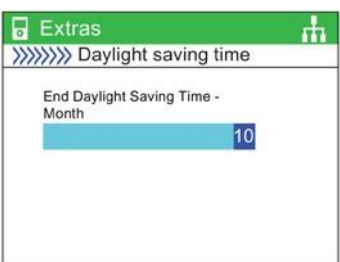 Extras
Daylight saving time
End Daylight Saving Time -
Month
10